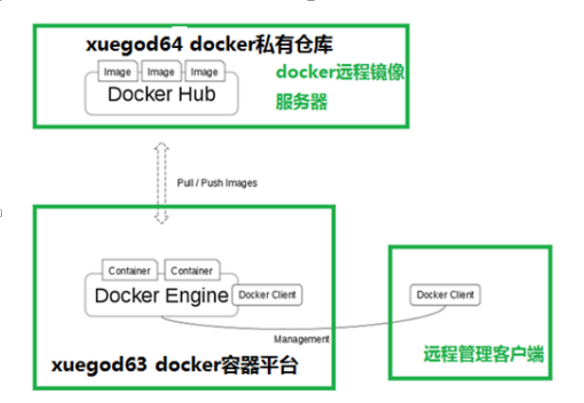 xuegod64 docker私有仓库
Image Image Image
Docker Hub
docker远程镜像
服务器
Pull / Push Images
Container Container
Docker Engine
Docker Client
Docker Client
Management
xuegod63 docker容器平台
远程管理客户端